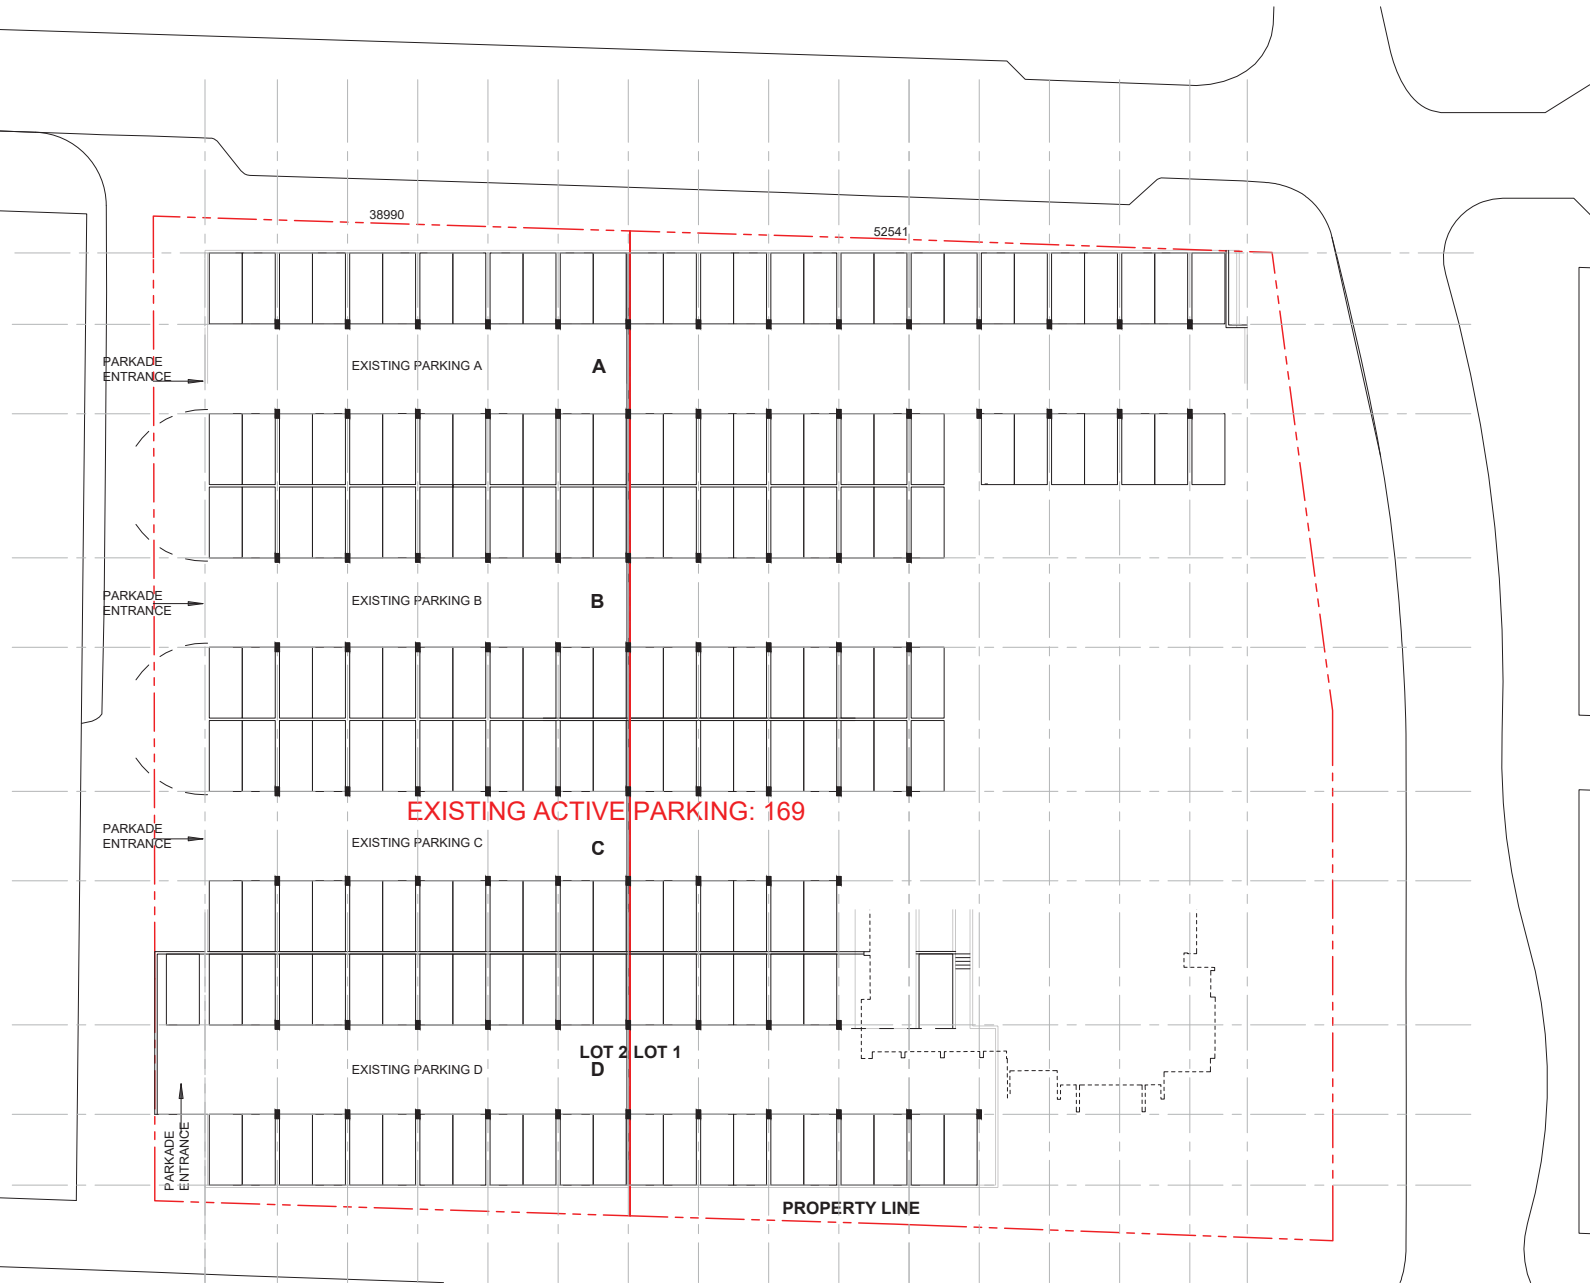 38990
52541
PARKADE
ENTRANCE
EXISTING PARKING A
A
PARKADE
ENTRANCE
EXISTING PARKING B
B
EXISTING ACTIVE PARKING: 169
PARKADE
ENTRANCE
EXISTING PARKING C
C
LOT 2 LOT 1
EXISTING PARKING D
D
PARKADE
ENTRANCE
PROPERTY LINE